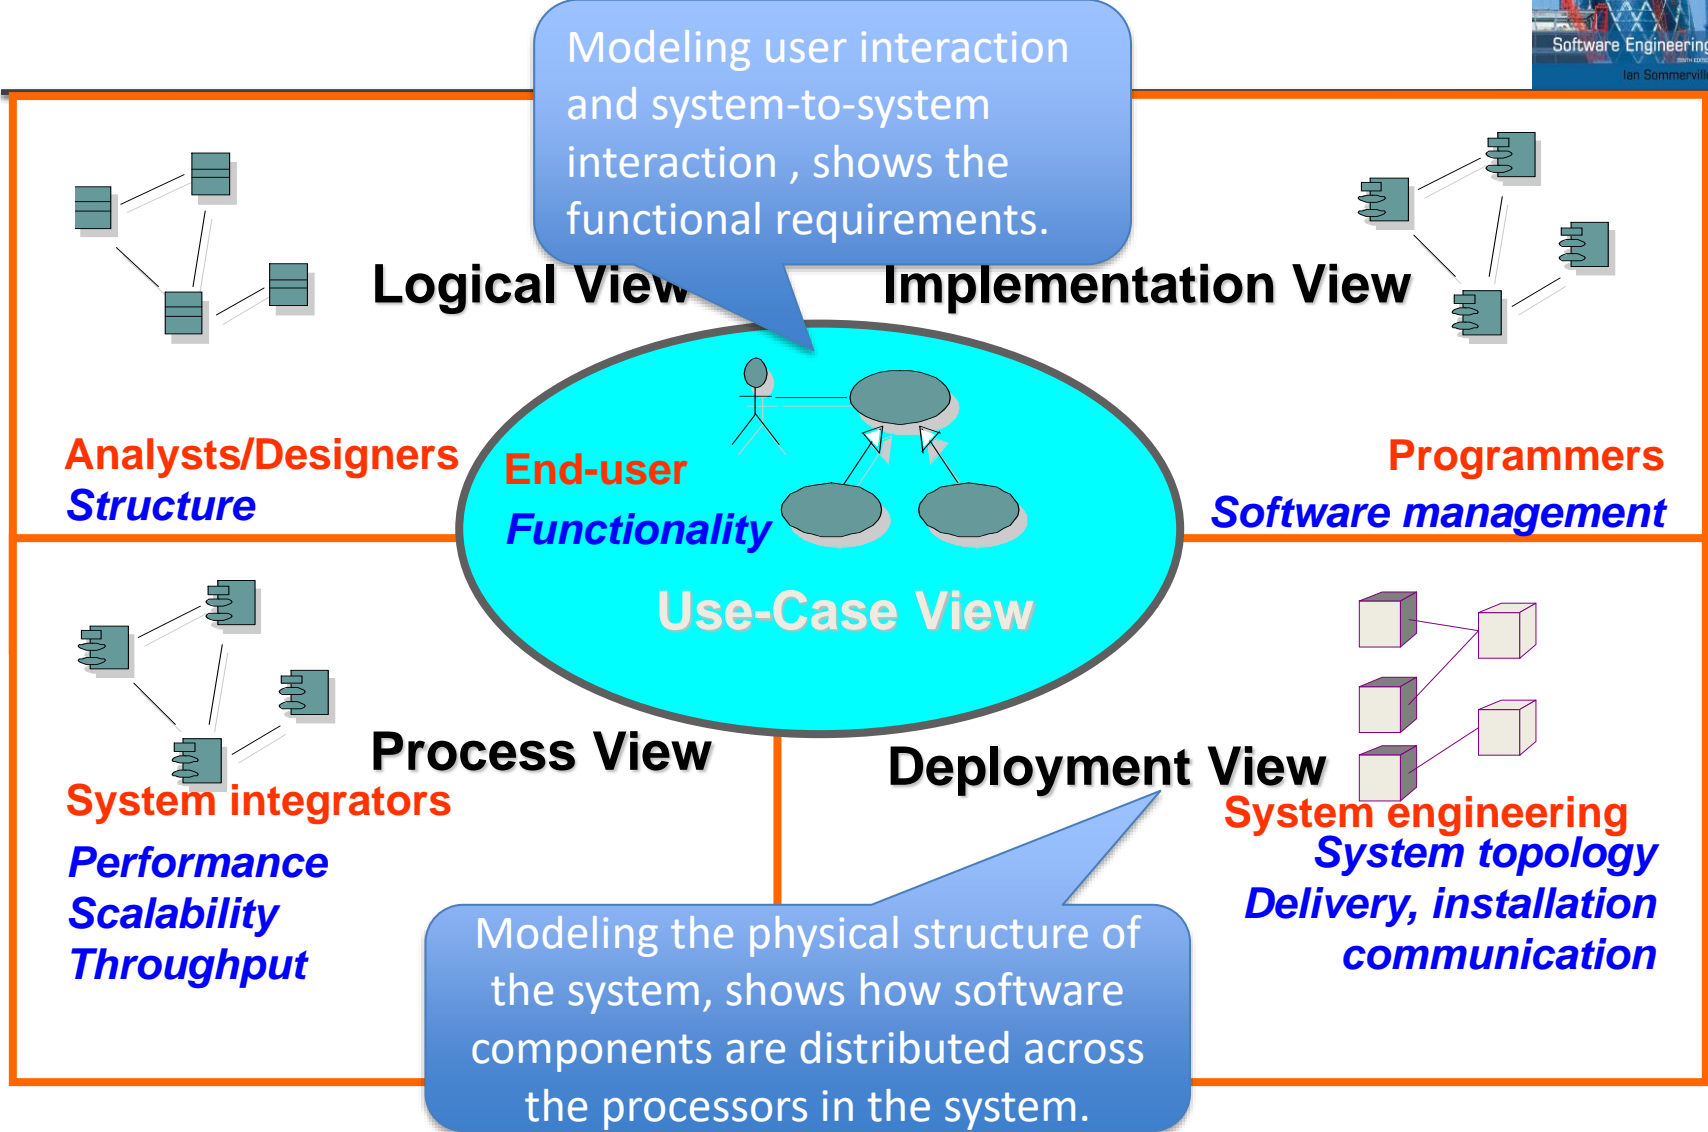 Software Engineering
Ian Sommerville
Modeling user interaction
and system-to-system
interaction , shows the
functional requirements.
Logical View
Implementation View
Analysts/Designers
Structure
End-user
Functionality
Use-Case View
Programmers
Software management
Process View
System integrators
Performance
Scalability
Throughput
Deployment View
System engineering
System topology
Delivery, installation
communication
Modeling the physical structure of
the system, shows how software
components are distributed across
the processors in the system.